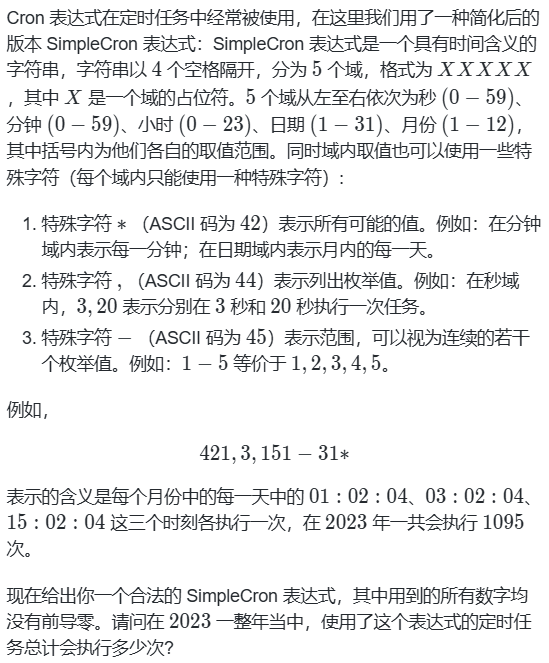 Cron 表达式在定时任务中经常被使用，在这里我们用了一种简化后的
版本 SimpleCron 表达式：SimpleCron 表达式是一个具有时间含义的
字符串，字符串以 4 个空格隔开，分为 5 个域，格式为 XXXXX
，其中 X 是一个域的占位符。5 个域从左至右依次为秒 (0 − 59)、
分钟 (0 − 59)、小时 (0 − 23)、日期 (1 − 31)、月份 (1 − 12)，
其中括号内为他们各自的取值范围。同时域内取值也可以使用一些特
殊字符（每个域内只能使用一种特殊字符）：
1. 特殊字符 ∗ （ASCII 码为 42）表示所有可能的值。例如：在分钟
域内表示每一分钟；在日期域内表示月内的每一天。
2. 特殊字符 , （ASCII 码为 44）表示列出枚举值。例如：在秒域
内，3, 20 表示分别在 3 秒和 20 秒执行一次任务。
3. 特殊字符 − （ASCII 码为 45）表示范围，可以视为连续的若干
个枚举值。例如：1 − 5 等价于 1, 2, 3, 4, 5。
例如，
421, 3, 151 − 31∗
表示的含义是每个月份中的每一天中的 01 : 02 : 04、03 : 02 : 04、
15 : 02 : 04 这三个时刻各执行一次，在 2023 年一共会执行 1095
次。
现在给出你一个合法的 SimpleCron 表达式，其中用到的所有数字均
没有前导零。请问在 2023 一整年当中，使用了这个表达式的定时任
务总计会执行多少次？